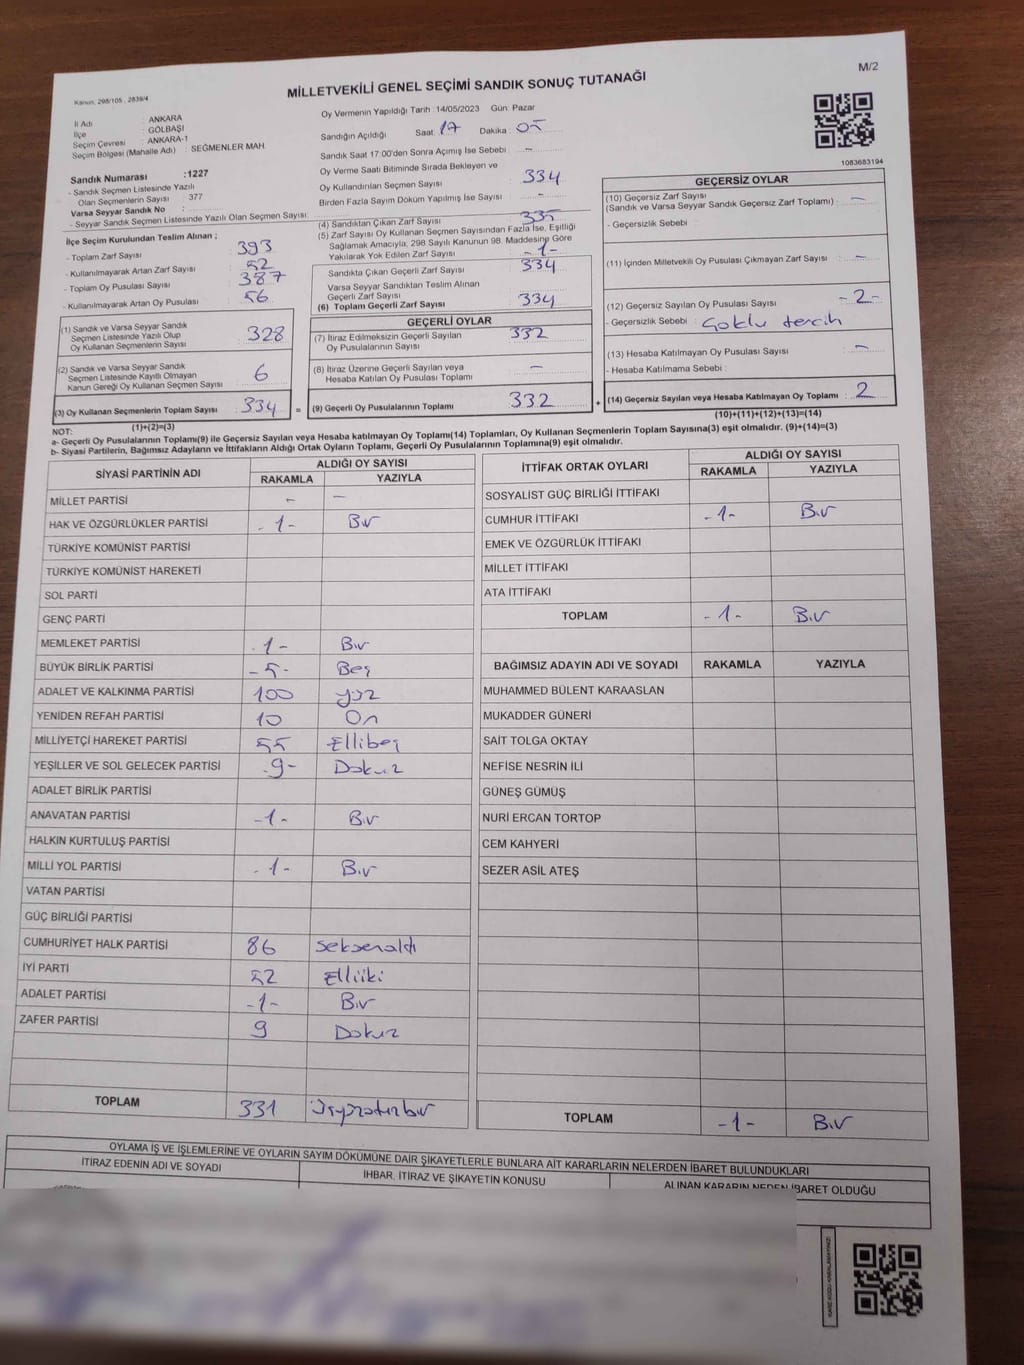 M/2
MİLLETVEKİLİ GENEL SEÇİMİ SANDIK SONUÇ TUTANAĞI
Kanun, 298/105 , 2839/4
İl Adı : ANKARA
İlçe : GÖLBAŞI
Seçim Çevresi : ANKARA-1
Seçim Bölgesi (Mahalle Adı) : SEĞMENLER MAH
Sandık Numarası :1227
- Sandık Seçmen Listesinde Yazılı
Olan Seçmenlerin Sayısı : 377
Varsa Seyyar Sandık No :
- Seyyar Sandık Seçmen Listesinde Yazılı Olan Seçmen Sayısı:
İlçe Seçim Kurulundan Teslim Alınan ;
- Toplam Zarf Sayısı : 393
- Kullanılmayarak Artan Zarf Sayısı : 52
- Toplam Oy Pusulası Sayısı : 387
- Kullanılmayarak Artan Oy Pusulası : 56
(1) Sandık ve Varsa Seyyar Sandık
Seçmen Listesinde Yazılı Olup
Oy Kullanan Seçmenlerin Sayısı : 328
(2) Sandık ve Varsa Seyyar Sandık
Seçmen Listesinde Kayıtlı Olmayan
Kanun Gereği Oy Kullanan Seçmen Sayısı : 6
(3) Oy Kullanan Seçmenlerin Toplam Sayısı : 334
(1)+(2)=(3)
Oy Vermenin Yapıldığı Tarih : 14/05/2023 Gün: Pazar
Sandığın Açıldığı Saat: 17 Dakika : 05
Sandık Saat 17:00'den Sonra Açımış İse Sebebi : -
Oy Verme Saati Bitiminde Sırada Bekleyen ve
Oy Kullandırılan Seçmen Sayısı : 334
Birden Fazla Sayım Döküm Yapılmış İse Sayısı : -
(4) Sandıktan Çıkan Zarf Sayısı : 335
(5) Zarf Sayısı Oy Kullanan Seçmen Sayısından Fazla İse, Eşitliği
Sağlamak Amacıyla, 298 Sayılı Kanunun 98. Maddesine Göre
Yakılarak Yok Edilen Zarf Sayısı : -1-
Sandıkta Çıkan Geçerli Zarf Sayısı : 334
Varsa Seyyar Sandıktan Teslim Alınan
Geçerli Zarf Sayısı
(6) Toplam Geçerli Zarf Sayısı : 334
GEÇERLİ OYLAR
(7) İtiraz Edilmeksizin Geçerli Sayılan
Oy Pusulalarının Sayısı : 332
(8) İtiraz Üzerine Geçerli Sayılan veya
Hesaba Katılan Oy Pusulası Toplamı : -
= (9) Geçerli Oy Pusulalarının Toplamı : 332
1083683194
GEÇERSİZ OYLAR
(10) Geçersiz Zarf Sayısı
(Sandık ve Varsa Seyyar Sandık Geçersiz Zarf Toplamı) : -
- Geçersizlik Sebebi :
(11) İçinden Milletvekili Oy Pusulası Çıkmayan Zarf Sayısı : -
(12) Geçersiz Sayılan Oy Pusulası Sayısı : -2-
- Geçersizlik Sebebi : Çoklu tercih
(13) Hesaba Katılmayan Oy Pusulası Sayısı : -
- Hesaba Katılmama Sebebi :
+ (14) Geçersiz Sayılan veya Hesaba Katılmayan Oy Toplamı : 2
(10)+(11)+(12)+(13)=(14)
NOT:
a- Geçerli Oy Pusulalarının Toplamı(9) ile Geçersiz Sayılan veya Hesaba katılmayan Oy Toplamı(14) Toplamları, Oy Kullanan Seçmenlerin Toplam Sayısına(3) eşit olmalıdır. (9)+(14)=(3)
b- Siyasi Partilerin, Bağımsız Adayların ve İttifakların Aldığı Ortak Oyların Toplamı, Geçerli Oy Pusulalarının Toplamına(9) eşit olmalıdır.
SİYASİ PARTİNİN ADI ALDIĞI OY SAYISI
RAKAMLA YAZIYLA
MİLLET PARTİSİ - -
HAK VE ÖZGÜRLÜKLER PARTİSİ -1- Bir
TÜRKİYE KOMÜNİST PARTİSİ
TÜRKİYE KOMÜNİST HAREKETİ
SOL PARTİ
GENÇ PARTİ
MEMLEKET PARTİSİ -1- Bir
BÜYÜK BİRLİK PARTİSİ -5- Beş
ADALET VE KALKINMA PARTİSİ 100 yüz
YENİDEN REFAH PARTİSİ 10 On
MİLLİYETÇİ HAREKET PARTİSİ 55 Ellibeş
YEŞİLLER VE SOL GELECEK PARTİSİ -9- Dokuz
ADALET BİRLİK PARTİSİ
ANAVATAN PARTİSİ -1- Bir
HALKIN KURTULUŞ PARTİSİ
MİLLİ YOL PARTİSİ -1- Bir
VATAN PARTİSİ
GÜÇ BİRLİĞİ PARTİSİ
CUMHURİYET HALK PARTİSİ 86 seksenaltı
İYİ PARTİ 52 Elliiki
ADALET PARTİSİ -1- Bir
ZAFER PARTİSİ 9 Dokuz
TOPLAM 331 Üçyüzotuzbir
İTTİFAK ORTAK OYLARI ALDIĞI OY SAYISI
RAKAMLA YAZIYLA
SOSYALİST GÜÇ BİRLİĞİ İTTİFAKI
CUMHUR İTTİFAKI -1- Bir
EMEK VE ÖZGÜRLÜK İTTİFAKI
MİLLET İTTİFAKI
ATA İTTİFAKI
TOPLAM -1- Bir
BAĞIMSIZ ADAYIN ADI VE SOYADI RAKAMLA YAZIYLA
MUHAMMED BÜLENT KARAASLAN
MUKADDER GÜNERİ
SAİT TOLGA OKTAY
NEFİSE NESRİN İLİ
GÜNEŞ GÜMÜŞ
NURİ ERCAN TORTOP
CEM KAHYERİ
SEZER ASİL ATEŞ
TOPLAM -1- Bir
OYLAMA İŞ VE İŞLEMLERİNE VE OYLARIN SAYIM DÖKÜMÜNE DAİR ŞİKAYETLERLE BUNLARA AİT KARARLARIN NELERDEN İBARET BULUNDUKLARI
İTİRAZ EDENİN ADI VE SOYADI İHBAR, İTİRAZ VE ŞİKAYETİN KONUSU ALINAN KARARIN NEDEN İBARET OLDUĞU